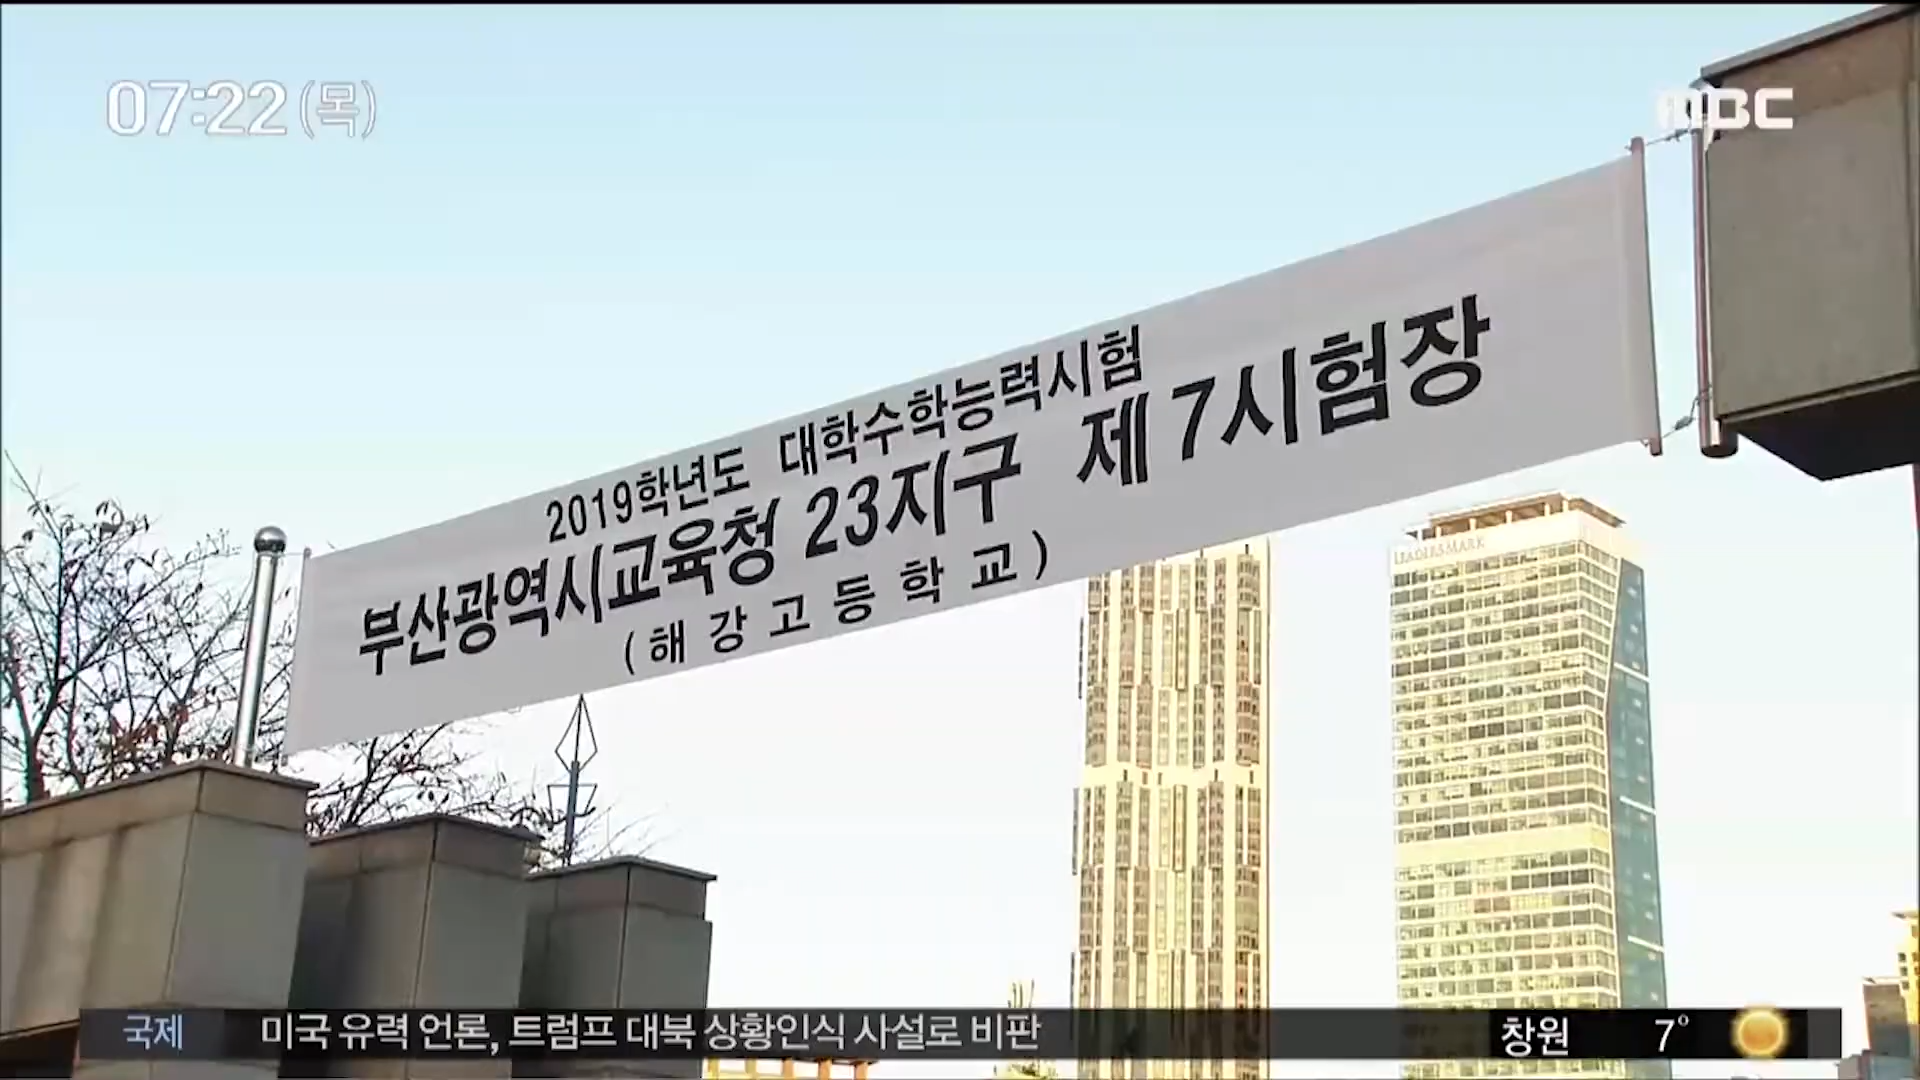 07:22(목)
MBC
2019학년도 대학수학능력시험
부산광역시교육청 23지구 제7시험장
(해강고등학교)
LEADERSMARK
국제 미국 유력 언론, 트럼프 대북 상황인식 사설로 비판
창원 7°